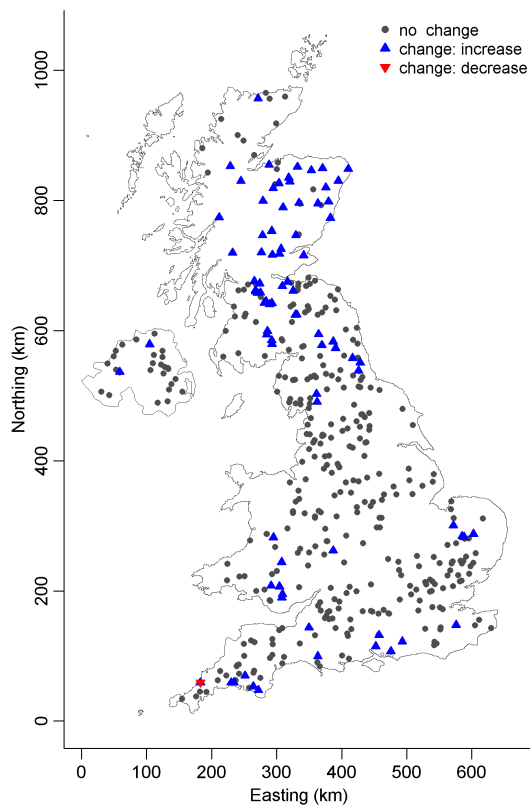 no change
change: increase
change: decrease
Northing (km)
1000
800
600
400
200
0
0 100 200 300 400 500 600
Easting (km)